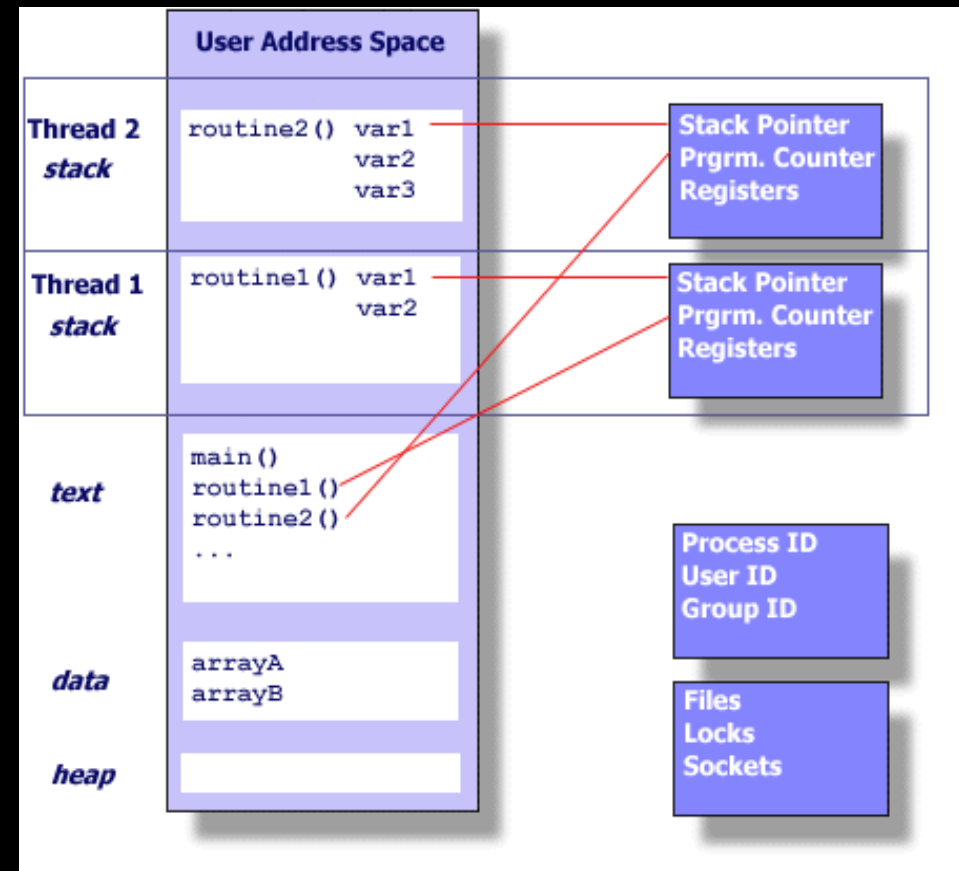 User Address Space
Thread 2
stack
routine2() var1
var2
var3
Stack Pointer
Prgrm. Counter
Registers
Thread 1
stack
routine1() var1
var2
Stack Pointer
Prgrm. Counter
Registers
text
main()
routine1()
routine2()
...
Process ID
User ID
Group ID
data
arrayA
arrayB
Files
Locks
Sockets
heap